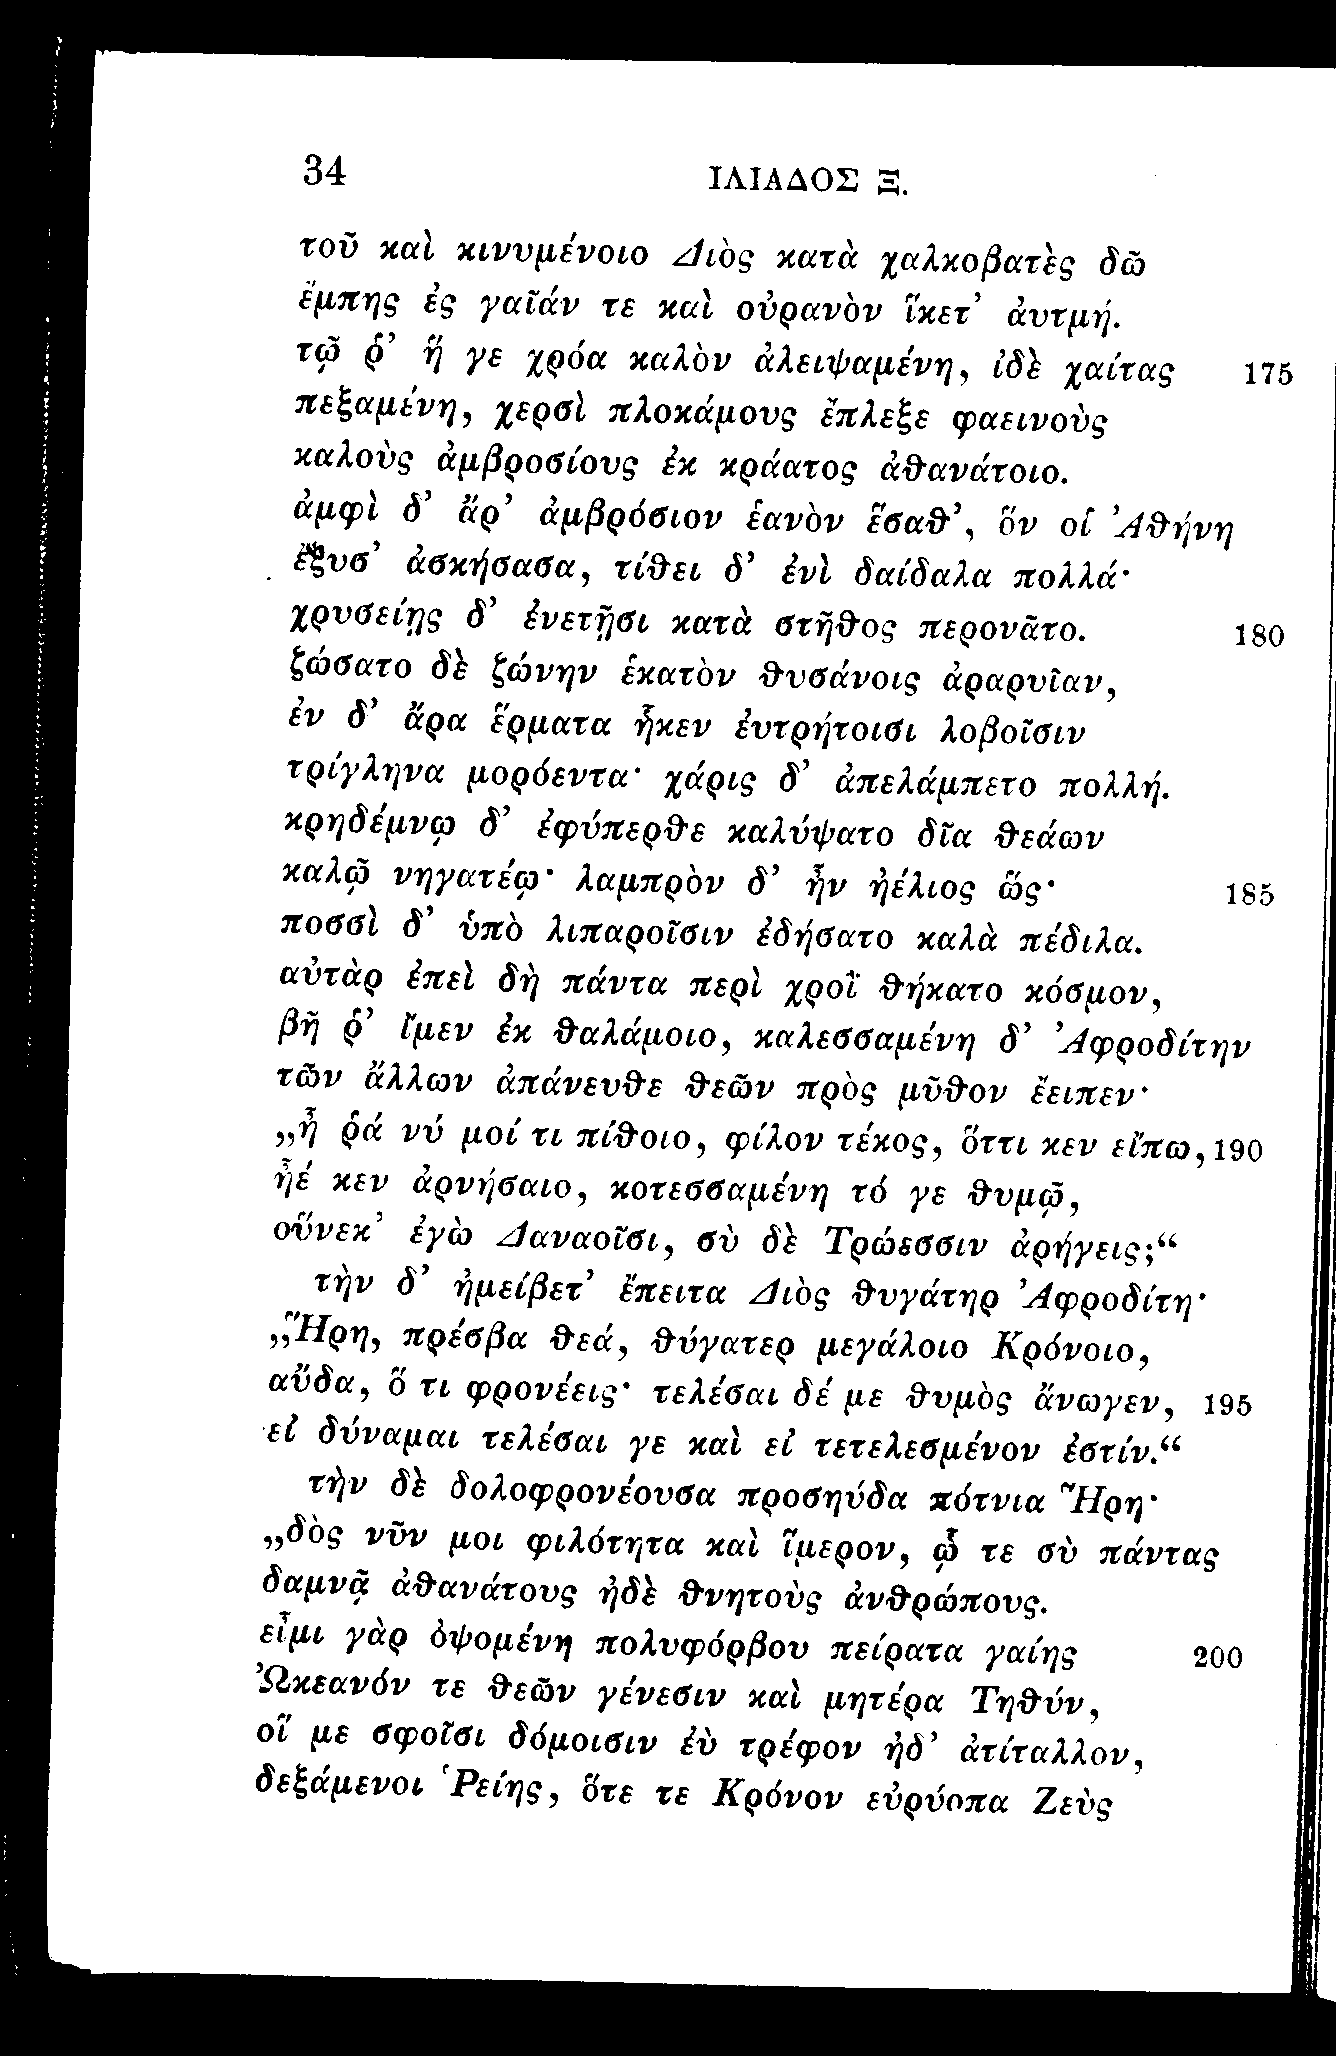 34 ΙΛΙΑΔΟΣ Ξ.
τοῦ καὶ κινυμένοιο Διὸς κατὰ χαλκοβατὲς δῶ
ἔμπης ἐς γαῖάν τε καὶ οὐρανὸν ἵκετ’ ἀυτμή.
τῷ ῥ’ ἥ γε χρόα καλὸν ἀλειψαμένη, ἰδὲ χαίτας 175
πεξαμένη, χερσὶ πλοκάμους ἔπλεξε φαεινοὺς
καλοὺς ἀμβροσίους ἐκ κράατος ἀθανάτοιο.
ἀμφὶ δ’ ἄρ’ ἀμβρόσιον ἑανὸν ἕσαθ’, ὅν οἱ Ἀθήνη
ἔξυσ’ ἀσκήσασα, τίθει δ’ ἐνὶ δαίδαλα πολλά·
χρυσείῃς δ’ ἐνετῇσι κατὰ στῆθος περονᾶτο. 180
ζώσατο δὲ ζώνην ἑκατὸν θυσάνοις ἀραρυῖαν,
ἐν δ’ ἄρα ἕρματα ἧκεν ἐυτρήτοισι λοβοῖσιν
τρίγληνα μορόεντα· χάρις δ’ ἀπελάμπετο πολλή.
κρηδέμνῳ δ’ ἐφύπερθε καλύψατο δῖα θεάων
καλῷ νηγατέῳ· λαμπρὸν δ’ ἦν ἠέλιος ὥς· 185
ποσσὶ δ’ ὑπὸ λιπαροῖσιν ἐδήσατο καλὰ πέδιλα.
αὐτὰρ ἐπεὶ δὴ πάντα περὶ χροῒ θήκατο κόσμον,
βῆ ῥ’ ἴμεν ἐκ θαλάμοιο, καλεσσαμένη δ’ Ἀφροδίτην
τῶν ἄλλων ἀπάνευθε θεῶν πρὸς μῦθον ἔειπεν·
„ἦ ῥά νύ μοί τι πίθοιο, φίλον τέκος, ὅττι κεν εἴπω, 190
ἦέ κεν ἀρνήσαιο, κοτεσσαμένη τό γε θυμῷ,
οὕνεκ’ ἐγὼ Δαναοῖσι, σὺ δὲ Τρώεσσιν ἀρήγεις;“
τὴν δ’ ἠμείβετ’ ἔπειτα Διὸς θυγάτηρ Ἀφροδίτη·
„Ἥρη, πρέσβα θεά, θύγατερ μεγάλοιο Κρόνοιο,
αὔδα, ὅ τι φρονέεις· τελέσαι δέ με θυμὸς ἄνωγεν, 195
εἰ δύναμαι τελέσαι γε καὶ εἰ τετελεσμένον ἐστίν.“
τὴν δὲ δολοφρονέουσα προσηύδα πότνια Ἥρη·
„δὸς νῦν μοι φιλότητα καὶ ἵμερον, ᾧ τε σὺ πάντας
δαμνᾷ ἀθανάτους ἠδὲ θνητοὺς ἀνθρώπους.
εἶμι γὰρ ὀψομένη πολυφόρβου πείρατα γαίης 200
Ὠκεανόν τε θεῶν γένεσιν καὶ μητέρα Τηθύν,
οἵ με σφοῖσι δόμοισιν ἐὺ τρέφον ἠδ’ ἀτίταλλον,
δεξάμενοι Ῥείης, ὅτε τε Κρόνον εὐρύοπα Ζεὺς